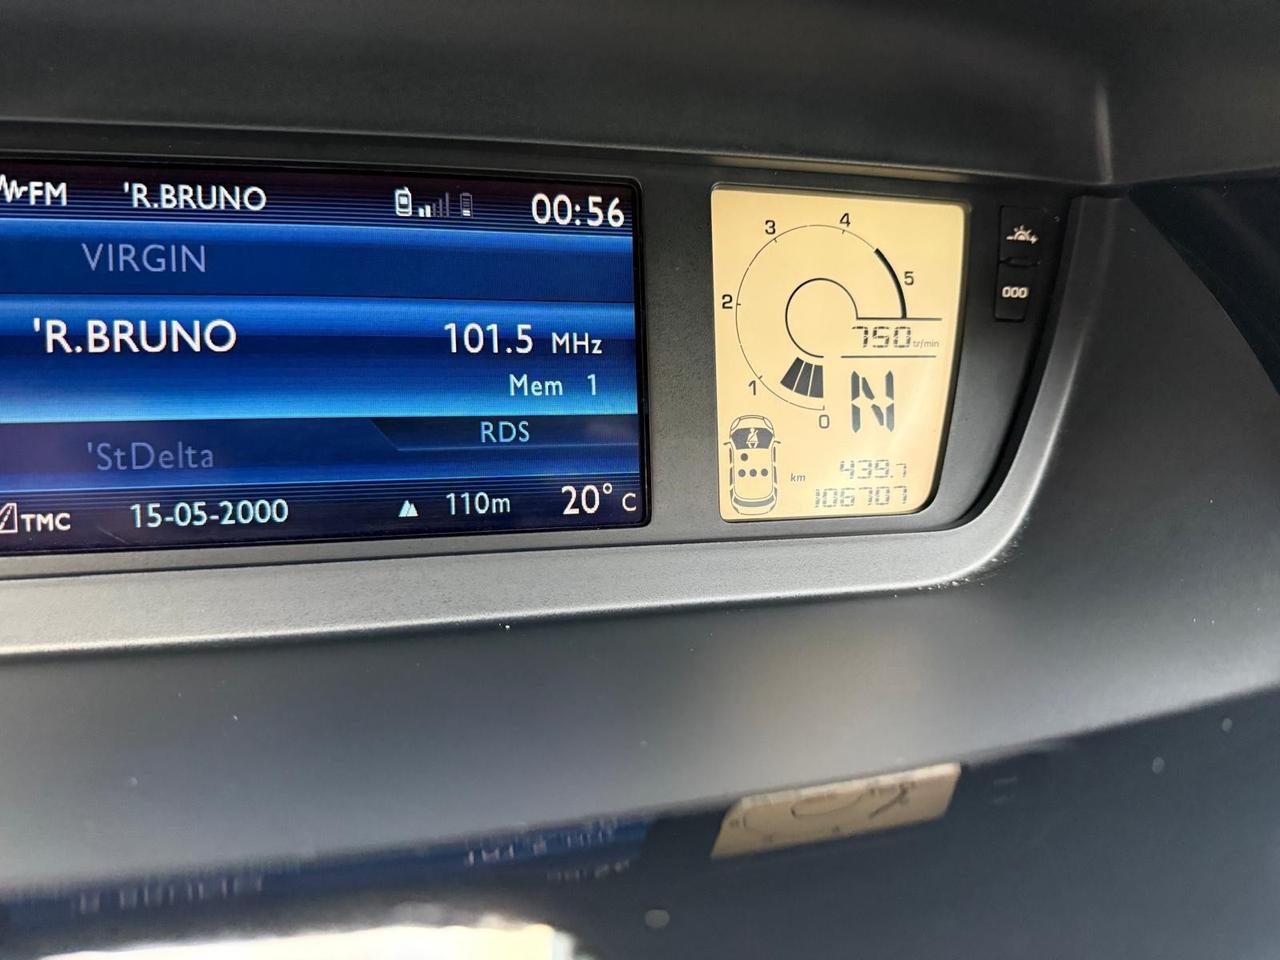 FM 'R.BRUNO 00:56
VIRGIN
'R.BRUNO 101.5 MHz
Mem 1
RDS
'StDelta
TMC 15-05-2000 110m 20° C
4
3
5
2
750 tr/min
1
N
0
km 439.7
106707
000